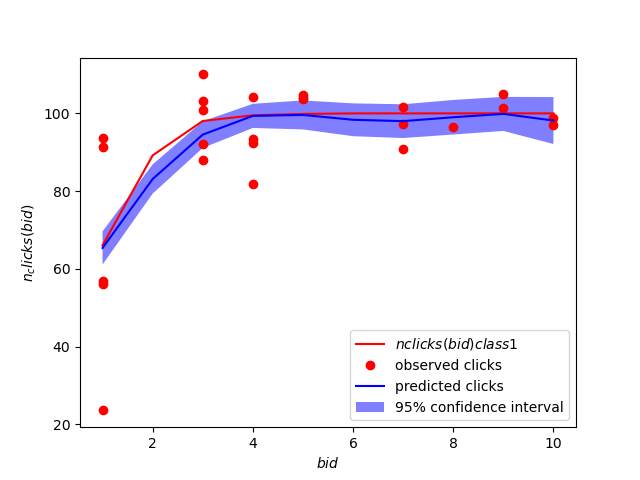 100
80
60
40
20
2
4
6
8
10
n_clicks(bid)
bid
nclicks(bid)class1
observed clicks
predicted clicks
95% confidence interval